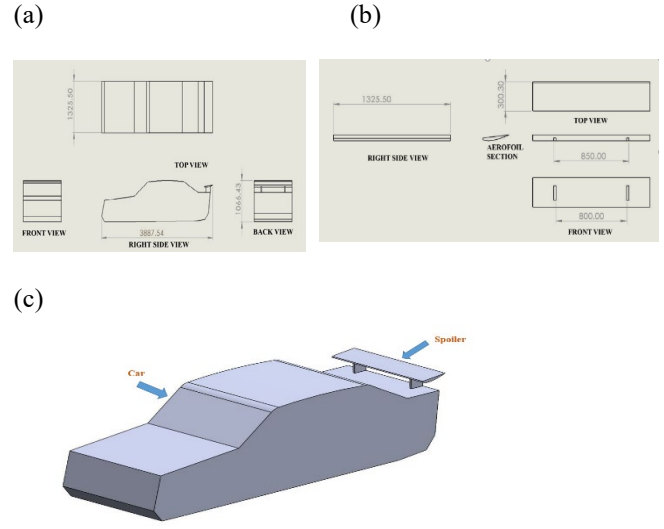 (a)
(b)
1325.50
TOP VIEW
FRONT VIEW
3887.54
RIGHT SIDE VIEW
1066.43
BACK VIEW
1325.50
RIGHT SIDE VIEW
AEROFOIL
SECTION
300.30
TOP VIEW
850.00
800.00
FRONT VIEW
(c)
Spoiler
Car